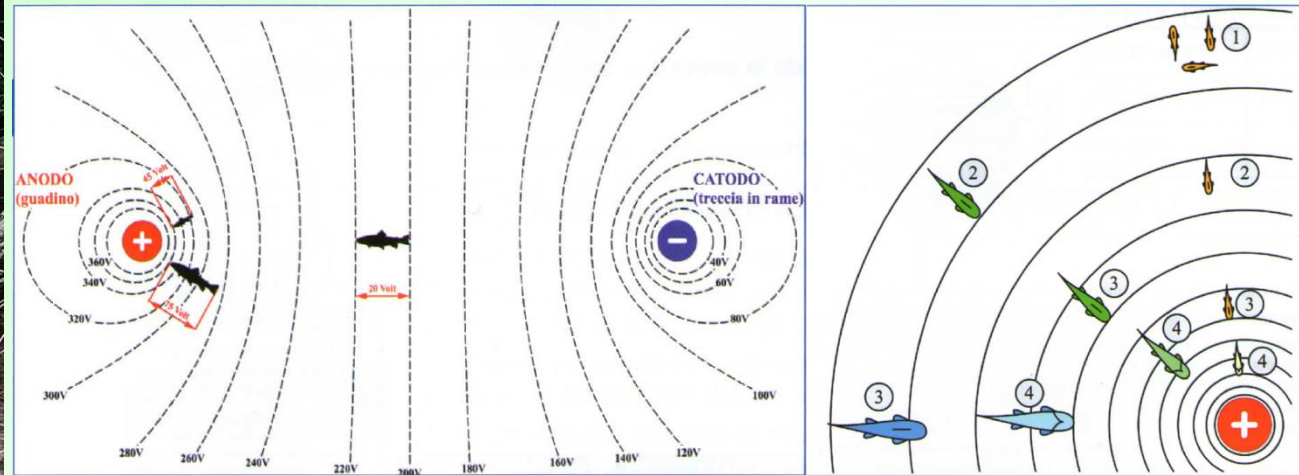 ANODO
(guadino)
45 Volt
+
360V
340V
320V
75 Volt
300V
280V
260V
240V
220V
200V
20 Volt
CATODO
(treccia in rame)
−
40V
60V
80V
100V
160V
140V
120V
1
2
2
3
3
4
4
3
4
+